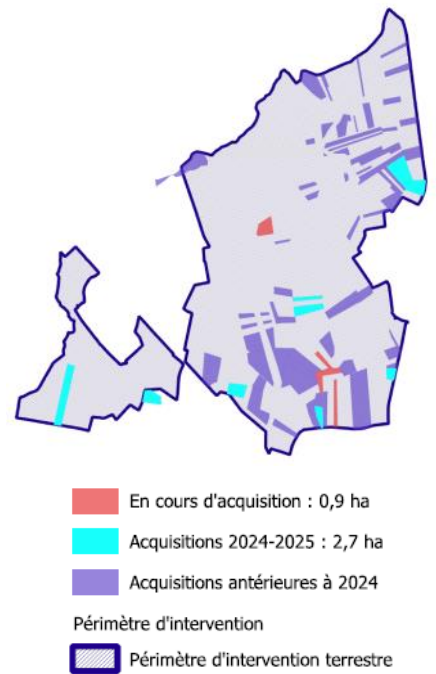 En cours d'acquisition : 0,9 ha
Acquisitions 2024-2025 : 2,7 ha
Acquisitions antérieures à 2024
Périmètre d'intervention
Périmètre d'intervention terrestre